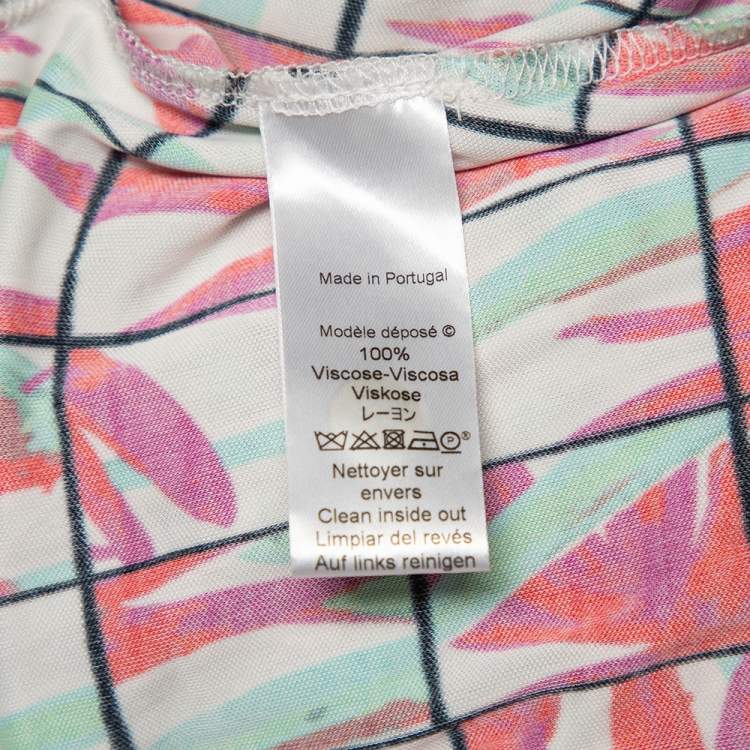 Made in Portugal
Modèle déposé ©
100%
Viscose-Viscosa
Viskose
レーヨン
P®
Nettoyer sur
envers
Clean inside out
Limpiar del revés
Auf links reinigen